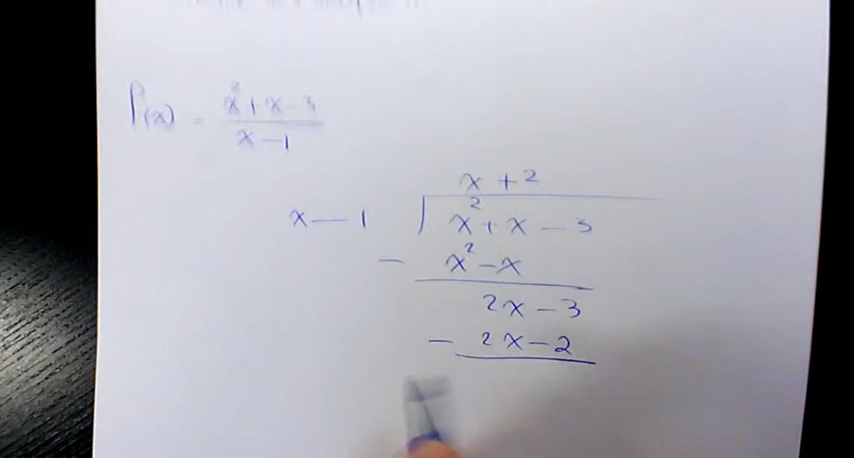 P(x) = x² + x - 3
x - 1
x + 2
x - 1 ) x² + x - 3
- x² - x
2x - 3
- 2x - 2